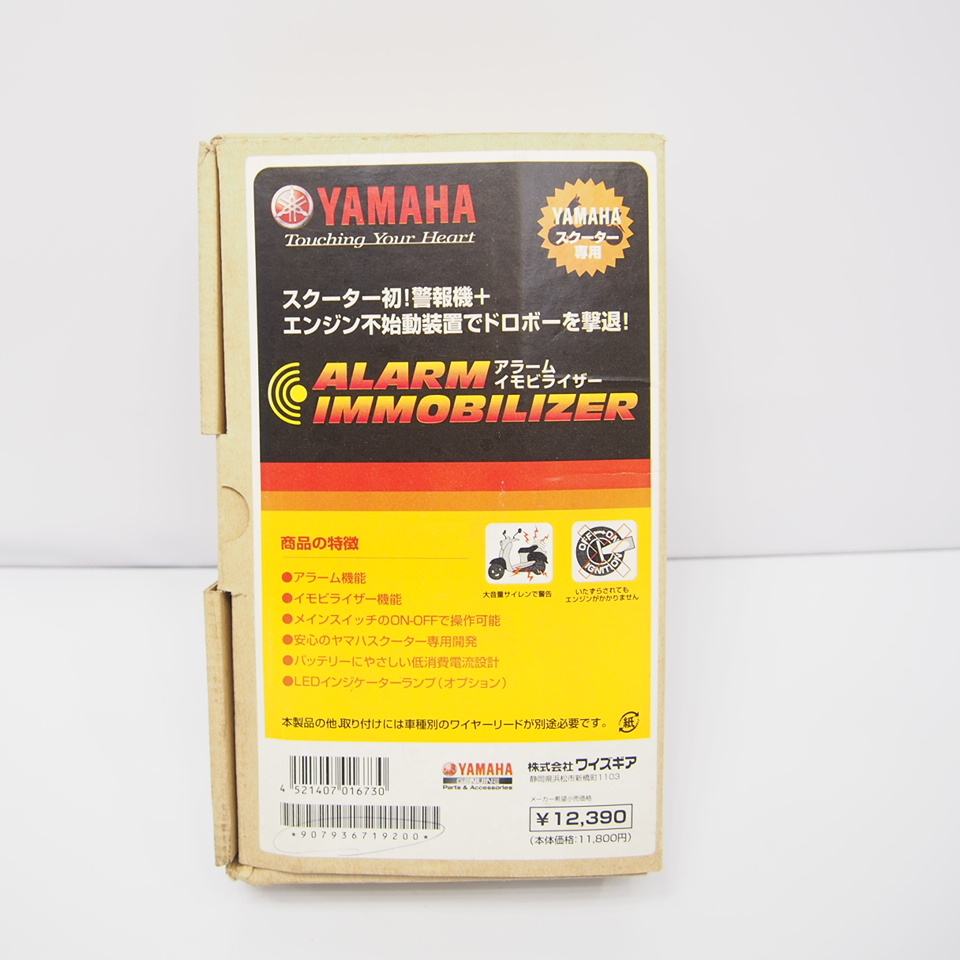 YAMAHA
Touching Your Heart
YAMAHA
スクーター
専用
スクーター初!警報機+
エンジン不始動装置でドロボーを撃退!
ALARM アラーム
イモビライザー
IMMOBILIZER
商品の特徴
●アラーム機能
●イモビライザー機能
●メインスイッチのON-OFFで操作可能
●安心のヤマハスクーター専用開発
●バッテリーにやさしい低消費電流設計
●LEDインジケーターランプ(オプション)
大音量サイレンで警告
OFF ON
IGNITION
いたずらされても
エンジンがかかりません
本製品の他、取り付けには車種別のワイヤーリードが別途必要です。
紙
4 521407 016730
*907936719200*
YAMAHA
GENUINE
Parts & Accessories
株式会社 ワイズギア
静岡県浜松市新橋町1103
メーカー希望小売価格
¥12,390
(本体価格:11,800円)